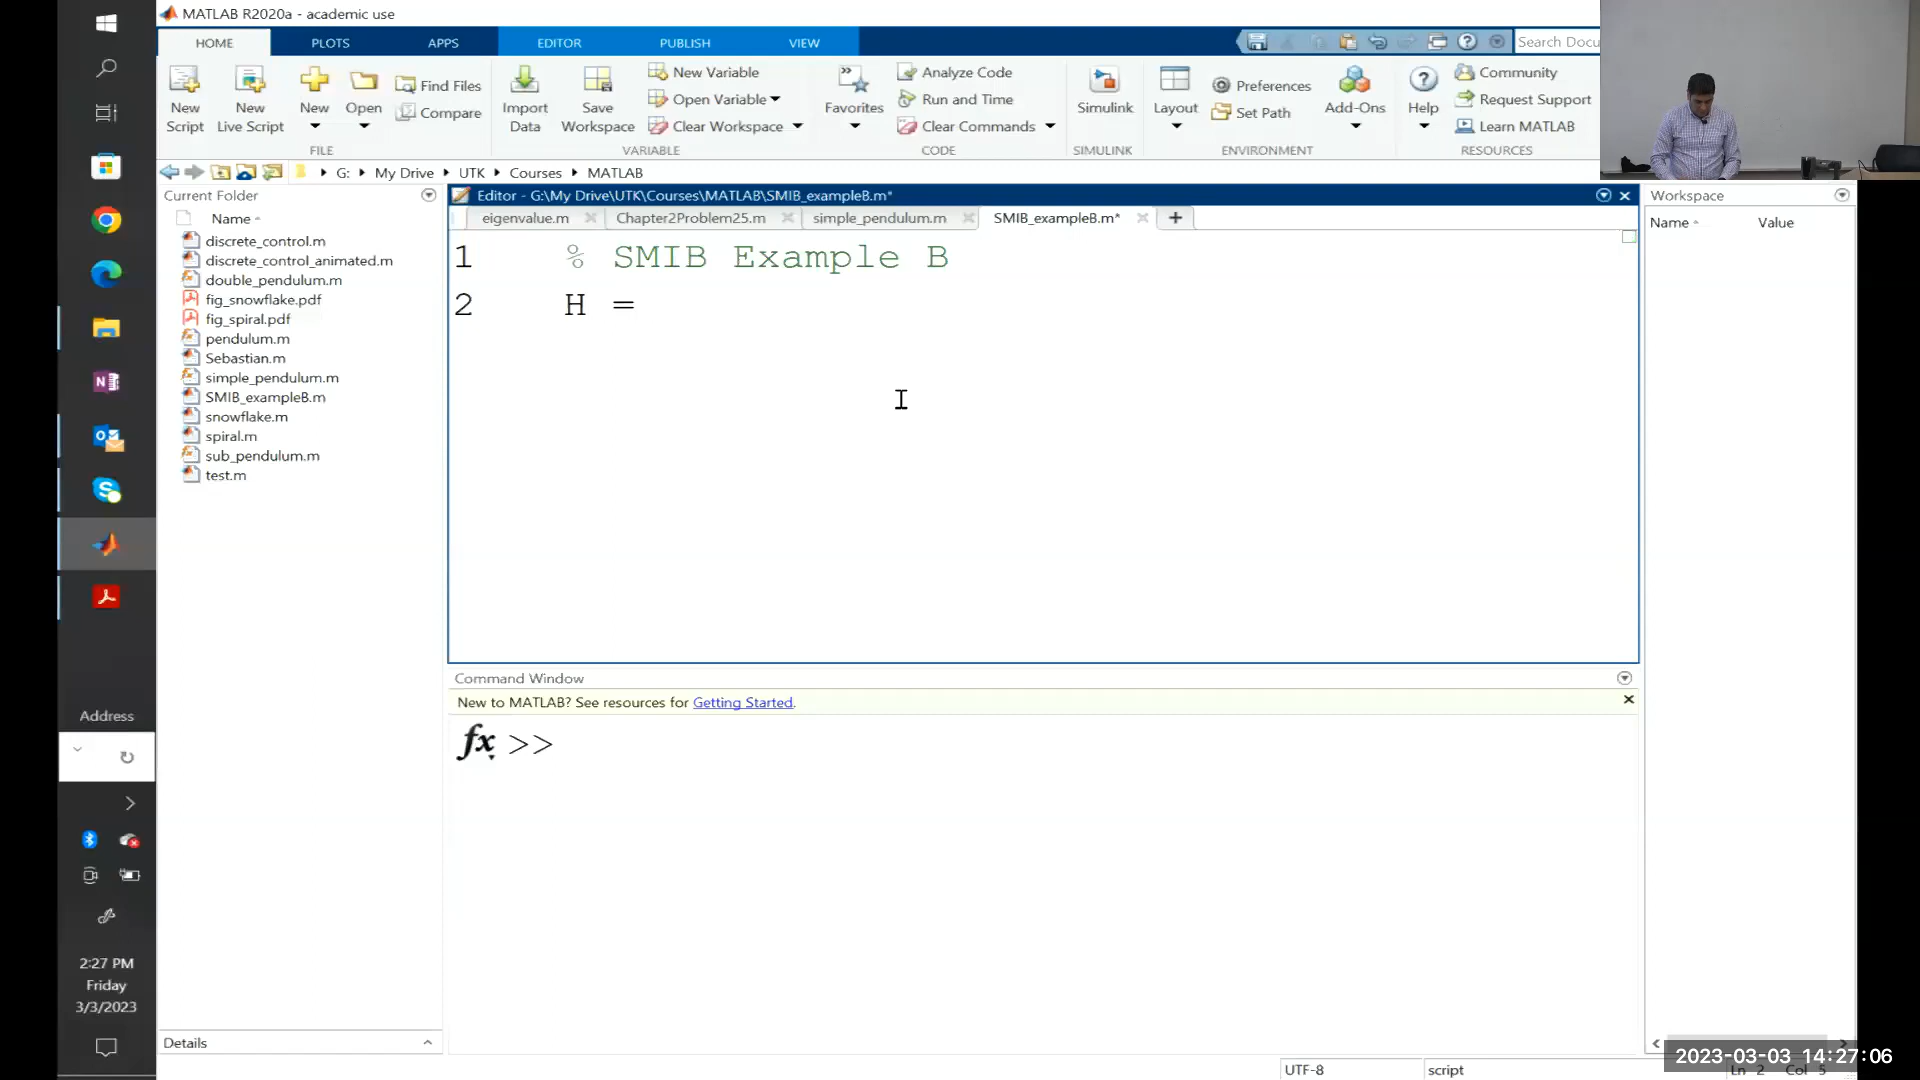 MATLAB R2020a - academic use
HOME PLOTS APPS EDITOR PUBLISH VIEW
Search Docu
New Script
New Live Script
New
Open
Find Files
Compare
FILE
Import Data
Save Workspace
New Variable
Open Variable
Clear Workspace
VARIABLE
Favorites
Analyze Code
Run and Time
Clear Commands
CODE
Simulink
SIMULINK
Layout
Preferences
Set Path
Add-Ons
ENVIRONMENT
Help
Community
Request Support
Learn MATLAB
RESOURCES
G: My Drive UTK Courses MATLAB
Current Folder
Name
discrete_control.m
discrete_control_animated.m
double_pendulum.m
fig_snowflake.pdf
fig_spiral.pdf
pendulum.m
Sebastian.m
simple_pendulum.m
SMIB_exampleB.m
snowflake.m
spiral.m
sub_pendulum.m
test.m
Details
Editor - G:\My Drive\UTK\Courses\MATLAB\SMIB_exampleB.m*
eigenvalue.m Chapter2Problem25.m simple_pendulum.m SMIB_exampleB.m* +
1 % SMIB Example B
2 H =
Command Window
New to MATLAB? See resources for Getting Started.
fx >>
Workspace
Name Value
Address
2:27 PM
Friday
3/3/2023
UTF-8 script Ln 2 Col 5
2023-03-03 14:27:06